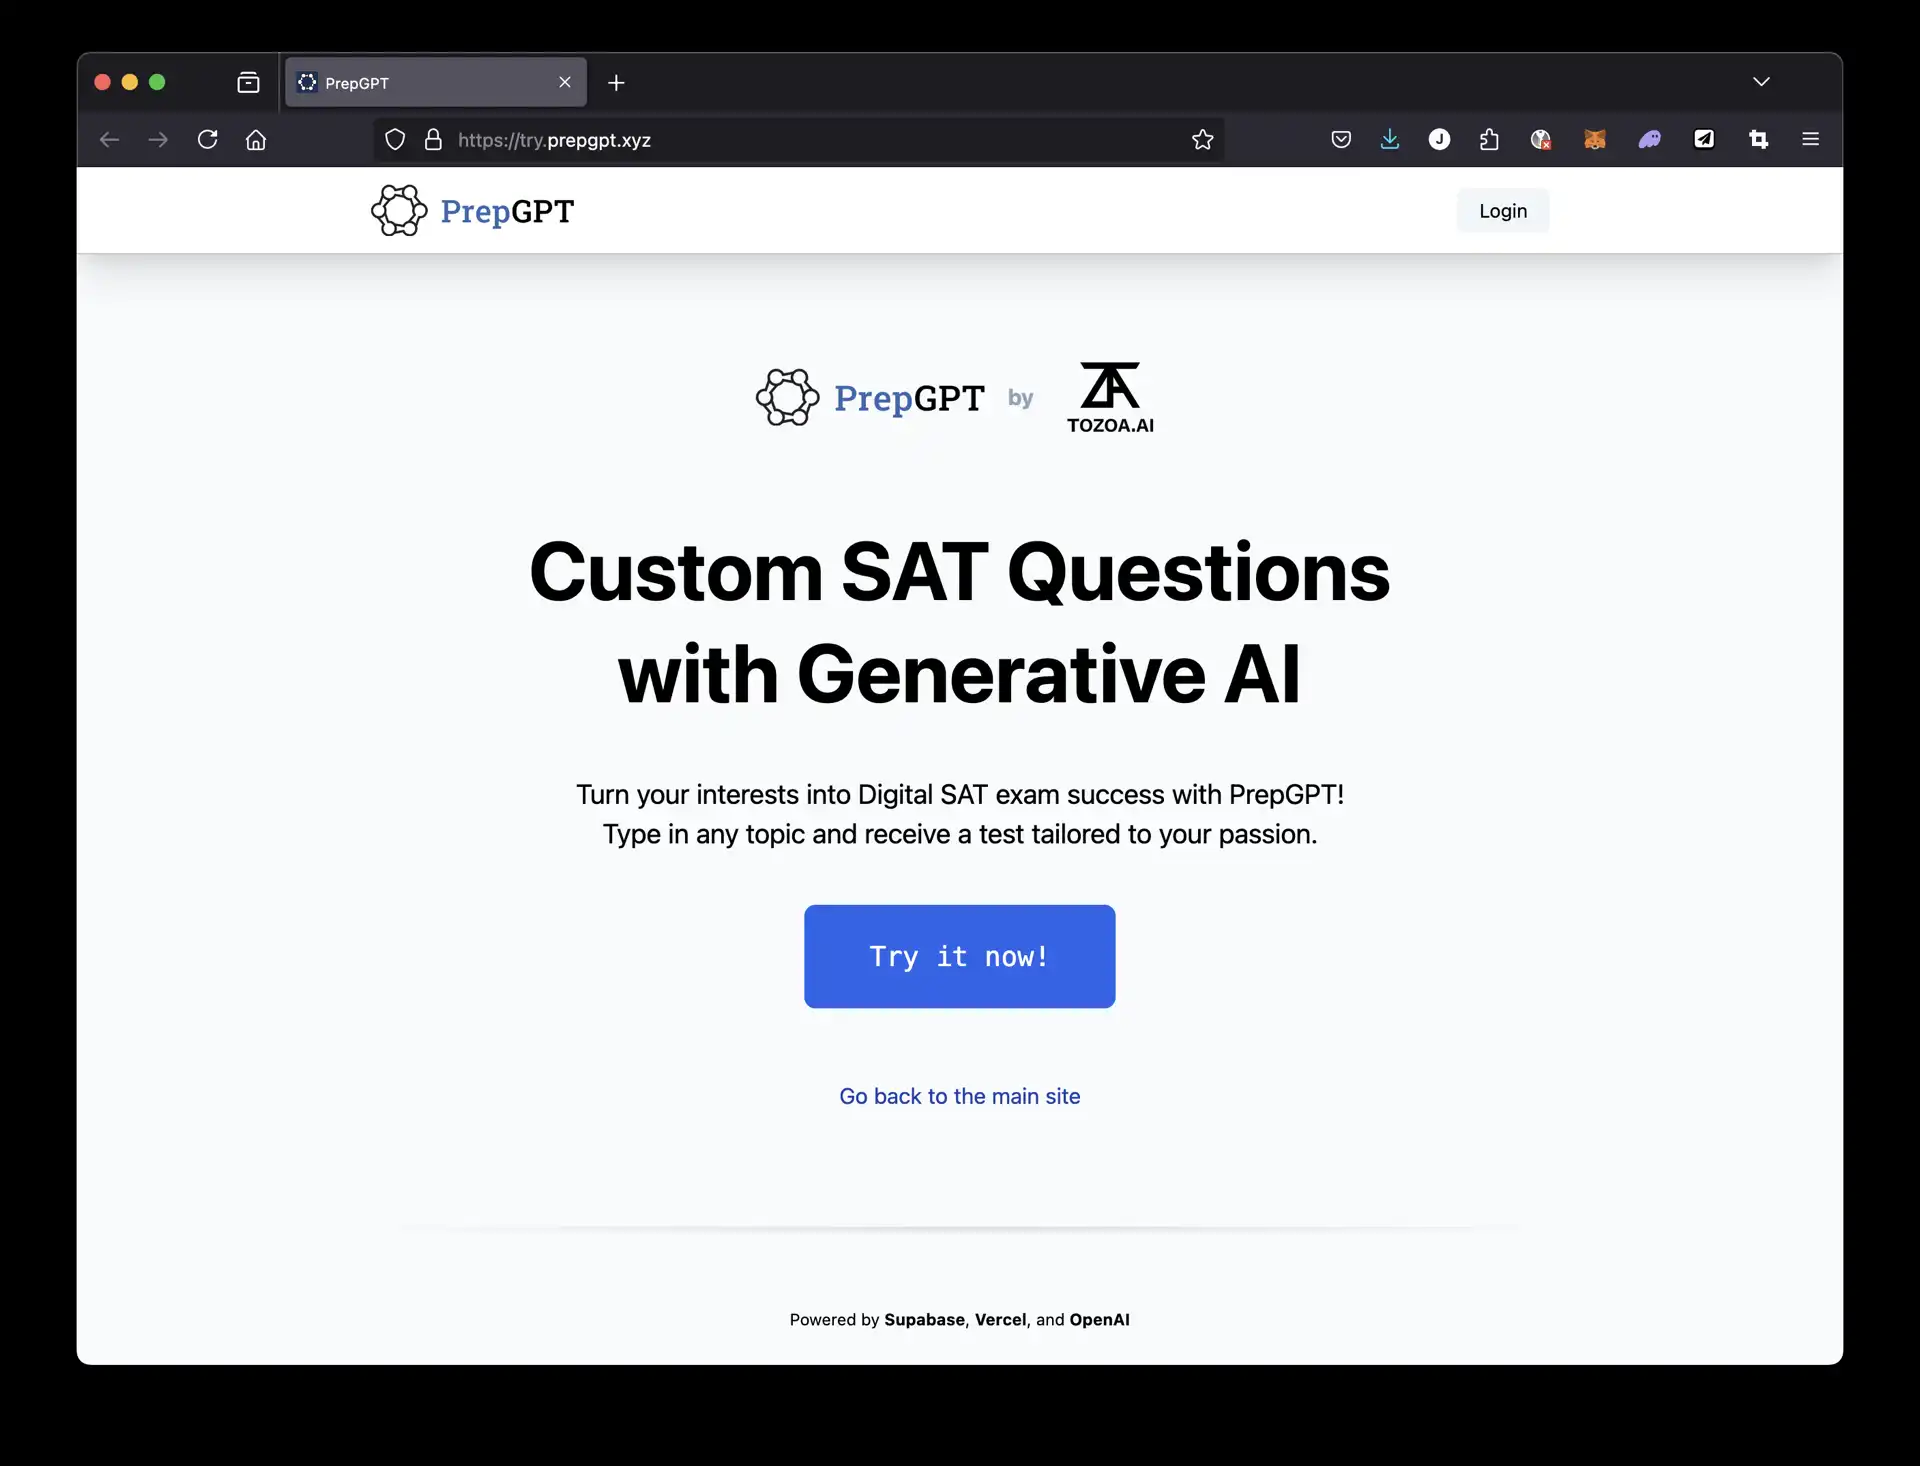 PrepGPT
https://try.prepgpt.xyz
J
PrepGPT
Login
PrepGPT by
TOZOA.AI
Custom SAT Questions
with Generative AI
Turn your interests into Digital SAT exam success with PrepGPT!
Type in any topic and receive a test tailored to your passion.
Try it now!
Go back to the main site
Powered by Supabase, Vercel, and OpenAI